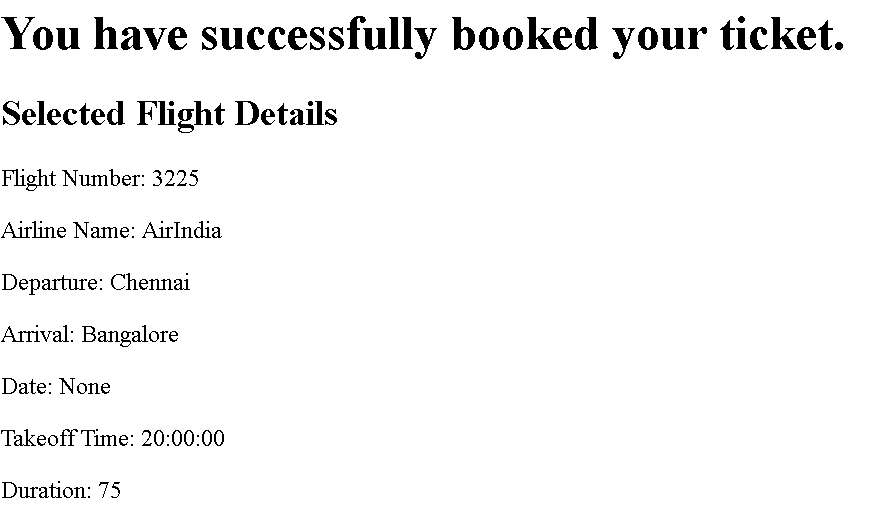 You have successfully booked your ticket.
Selected Flight Details
Flight Number: 3225
Airline Name: AirIndia
Departure: Chennai
Arrival: Bangalore
Date: None
Takeoff Time: 20:00:00
Duration: 75